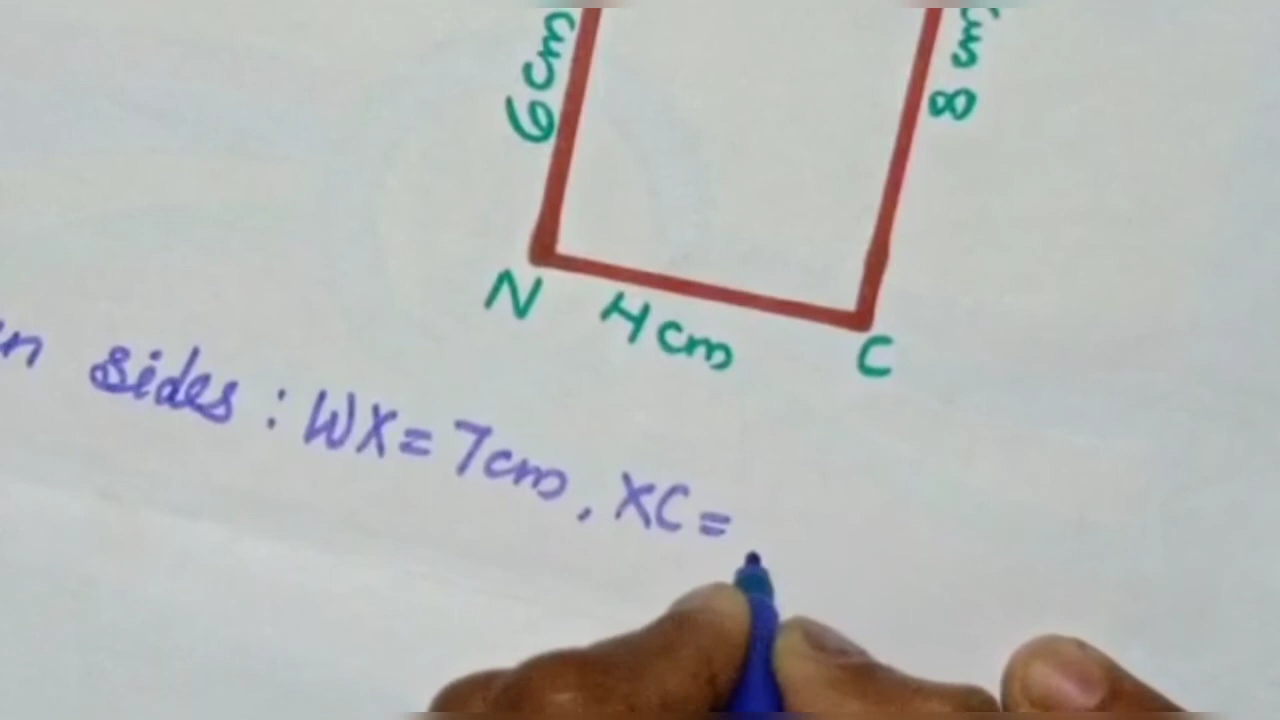 6cm
8cm
N 4cm C
sides : WX = 7cm, XC =